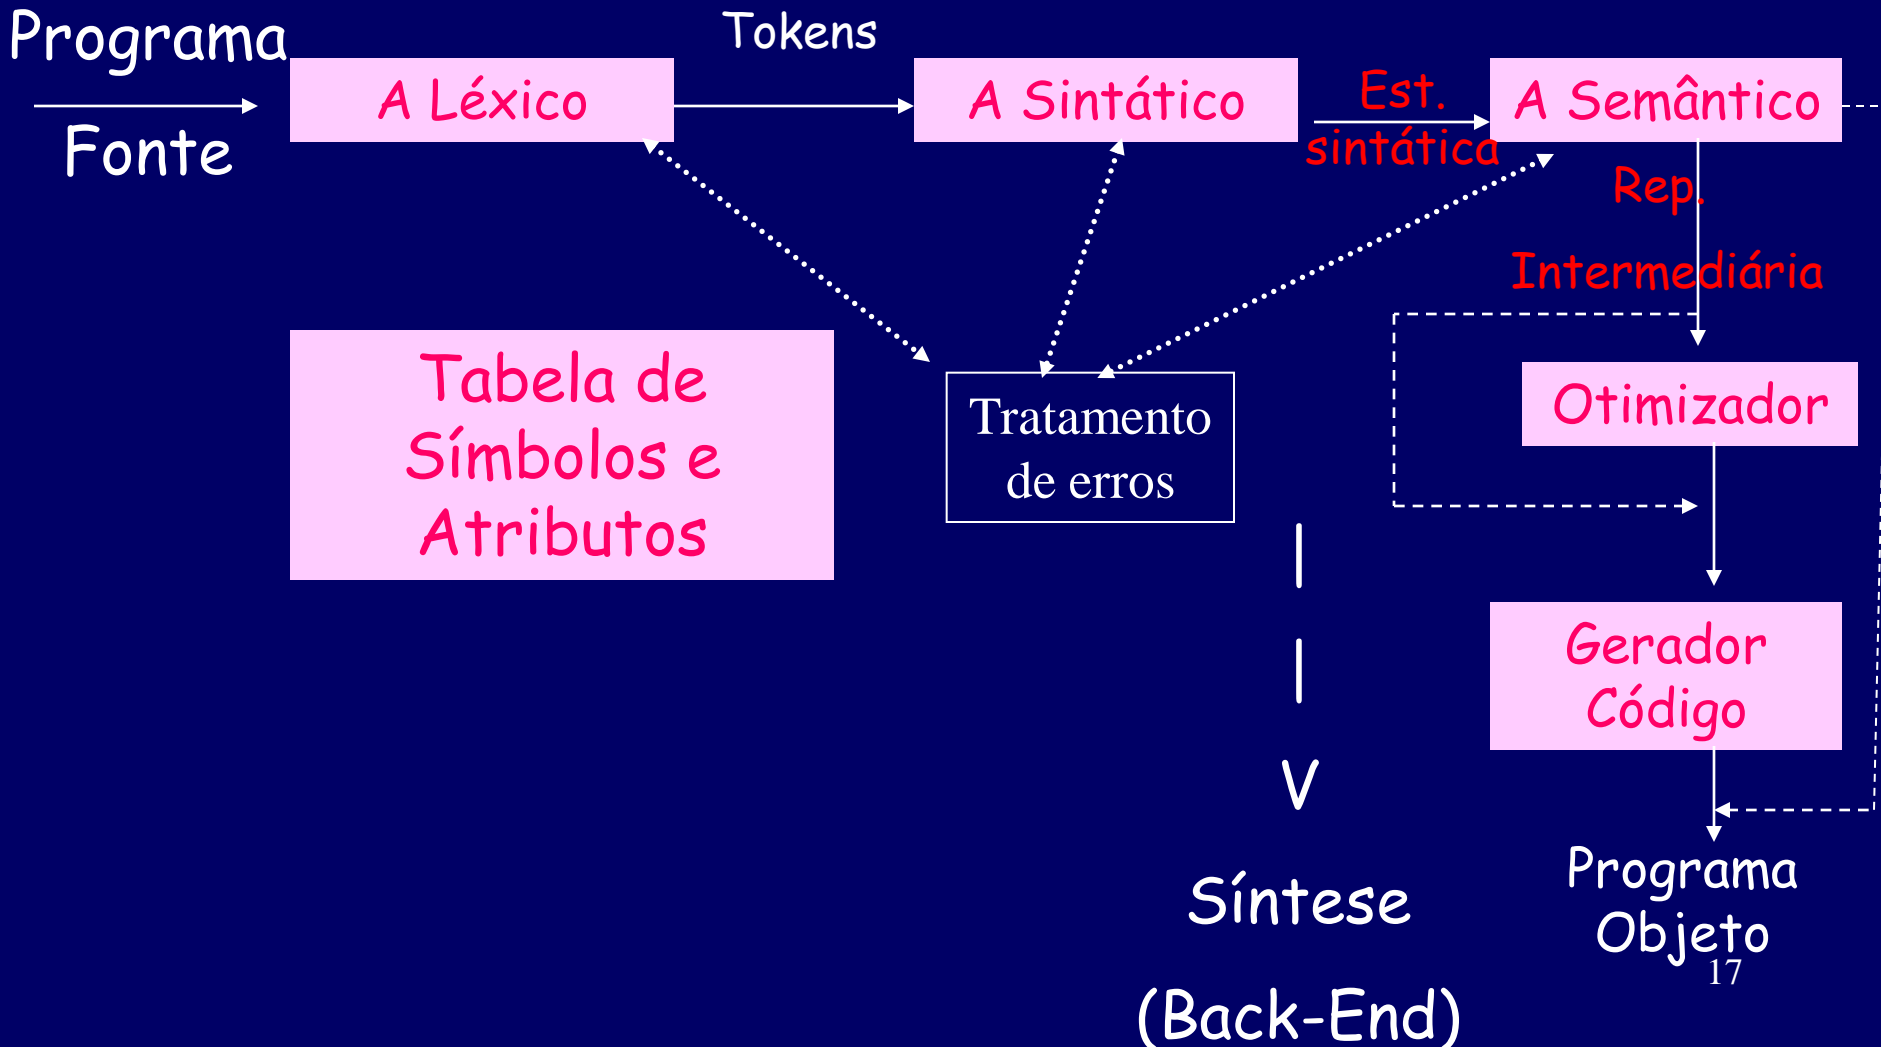 Programa
Fonte
A Léxico
Tokens
A Sintático
Est.
sintática
A Semântico
Rep.
Intermediária
Tabela de
Símbolos e
Atributos
Tratamento
de erros
Otimizador
Gerador
Código
Programa
Objeto
17
Síntese
(Back-End)